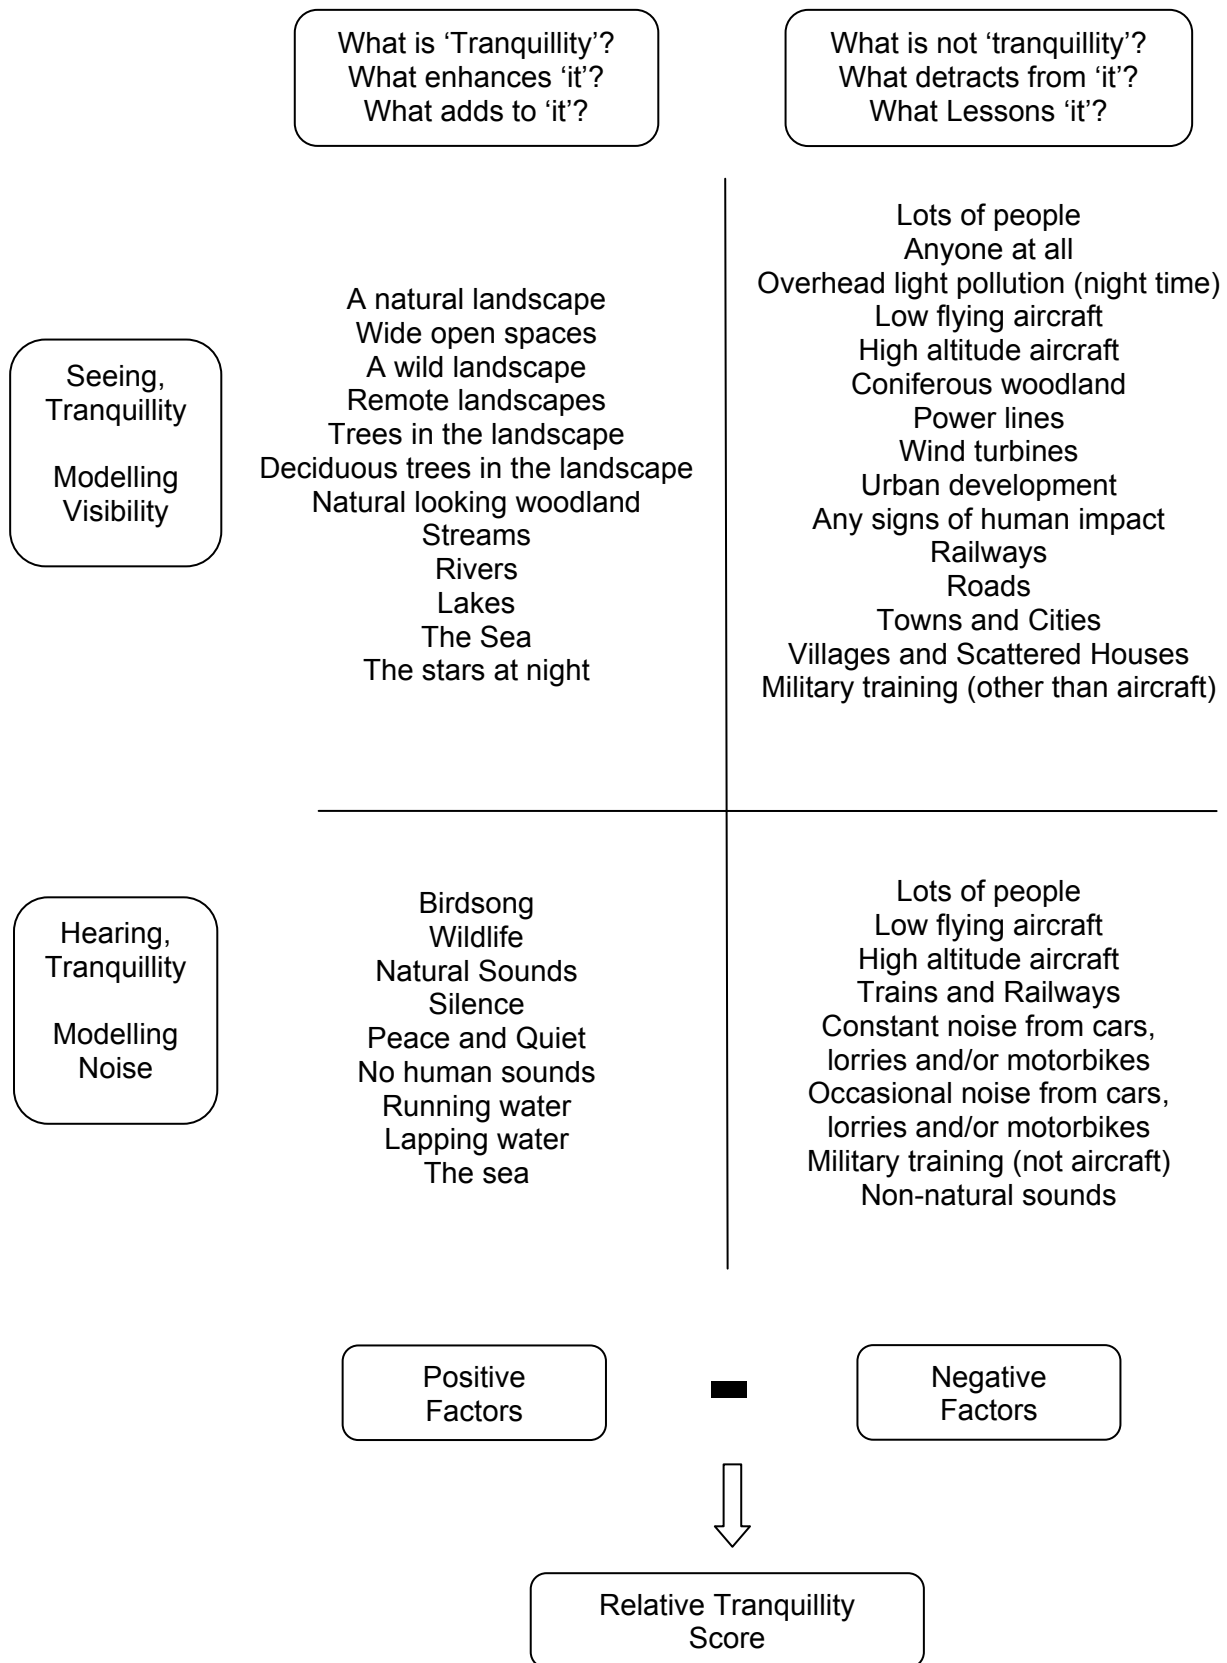 What is ‘Tranquillity’?
What enhances ‘it’?
What adds to ‘it’?
What is not ‘tranquillity’?
What detracts from ‘it’?
What Lessons ‘it’?
Seeing,
Tranquillity
Modelling
Visibility
A natural landscape
Wide open spaces
A wild landscape
Remote landscapes
Trees in the landscape
Deciduous trees in the landscape
Natural looking woodland
Streams
Rivers
Lakes
The Sea
The stars at night
Lots of people
Anyone at all
Overhead light pollution (night time)
Low flying aircraft
High altitude aircraft
Coniferous woodland
Power lines
Wind turbines
Urban development
Any signs of human impact
Railways
Roads
Towns and Cities
Villages and Scattered Houses
Military training (other than aircraft)
Hearing,
Tranquillity
Modelling
Noise
Birdsong
Wildlife
Natural Sounds
Silence
Peace and Quiet
No human sounds
Running water
Lapping water
The sea
Lots of people
Low flying aircraft
High altitude aircraft
Trains and Railways
Constant noise from cars,
lorries and/or motorbikes
Occasional noise from cars,
lorries and/or motorbikes
Military training (not aircraft)
Non-natural sounds
Positive
Factors
Negative
Factors
Relative Tranquillity
Score